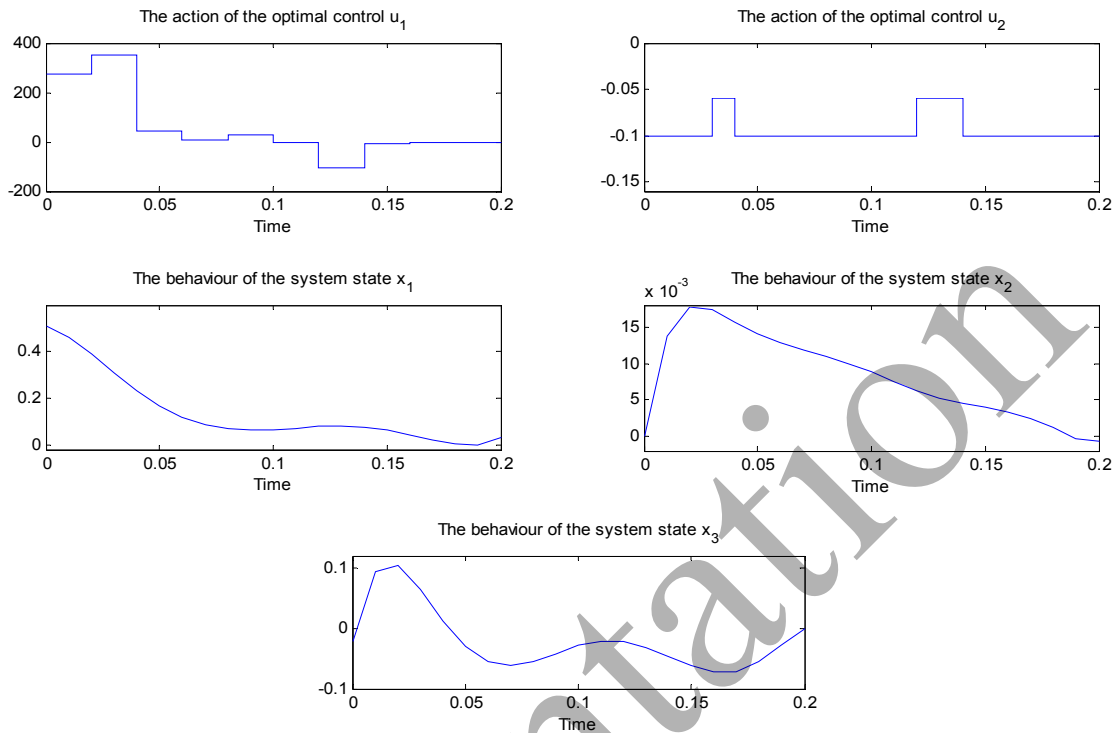 The action of the optimal control u1
400
200
0
-200
0 0.05 0.1 0.15 0.2
Time
The action of the optimal control u2
0
-0.05
-0.1
-0.15
0 0.05 0.1 0.15 0.2
Time
The behaviour of the system state x1
0.4
0.2
0
0 0.05 0.1 0.15 0.2
Time
The behaviour of the system state x2
x 10-3
15
10
5
0
0 0.05 0.1 0.15 0.2
Time
The behaviour of the system state x3
0.1
0
-0.1
0 0.05 0.1 0.15 0.2
Time
tation